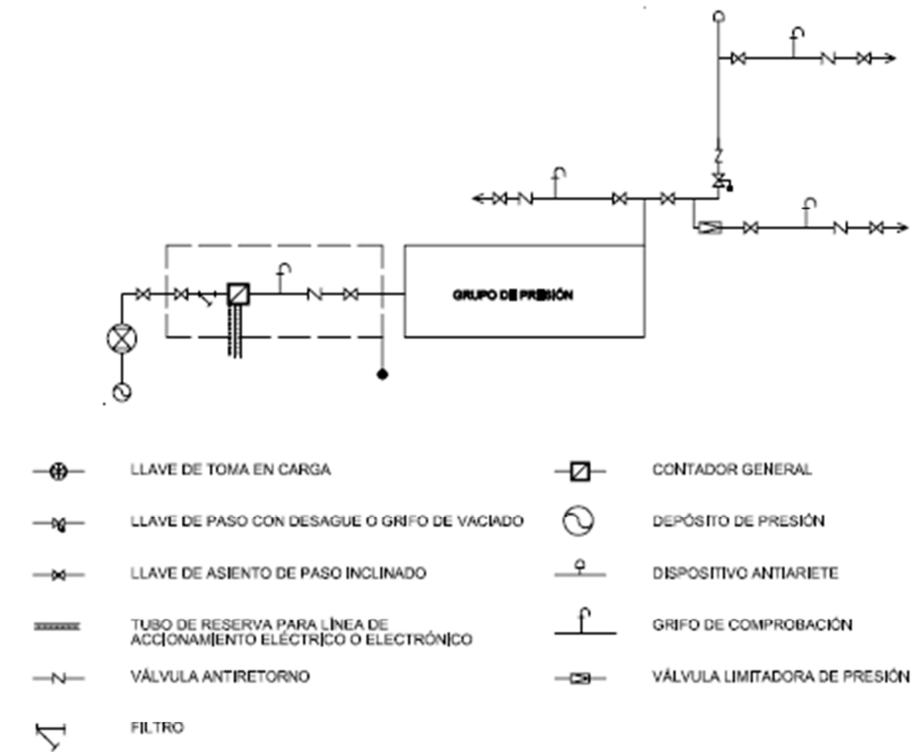 GRUPO DE PRESIÓN
LLAVE DE TOMA EN CARGA
CONTADOR GENERAL
LLAVE DE PASO CON DESAGUE O GRIFO DE VACIADO
DEPÓSITO DE PRESIÓN
LLAVE DE ASIENTO DE PASO INCLINADO
DISPOSITIVO ANTIARIETE
TUBO DE RESERVA PARA LÍNEA DE
ACCIONAMIENTO ELÉCTRICO O ELECTRÓNICO
GRIFO DE COMPROBACIÓN
VÁLVULA ANTIRETORNO
VÁLVULA LIMITADORA DE PRESIÓN
FILTRO